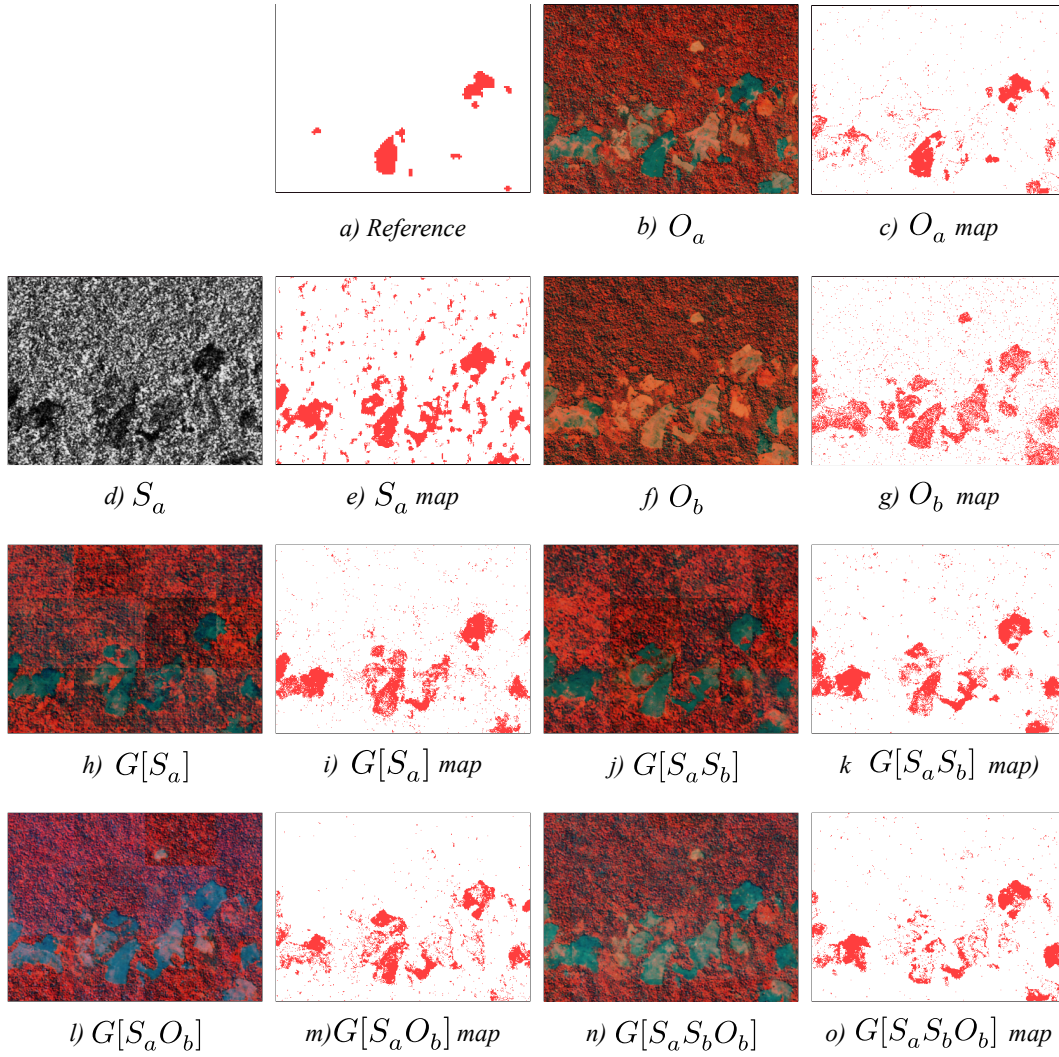 a) Reference
b) O_a
c) O_a map
d) S_a
e) S_a map
f) O_b
g) O_b map
h) G[S_a]
i) G[S_a] map
j) G[S_aS_b]
k G[S_aS_b] map)
l) G[S_aO_b]
m)G[S_aO_b] map
n) G[S_aS_bO_b]
o) G[S_aS_bO_b] map